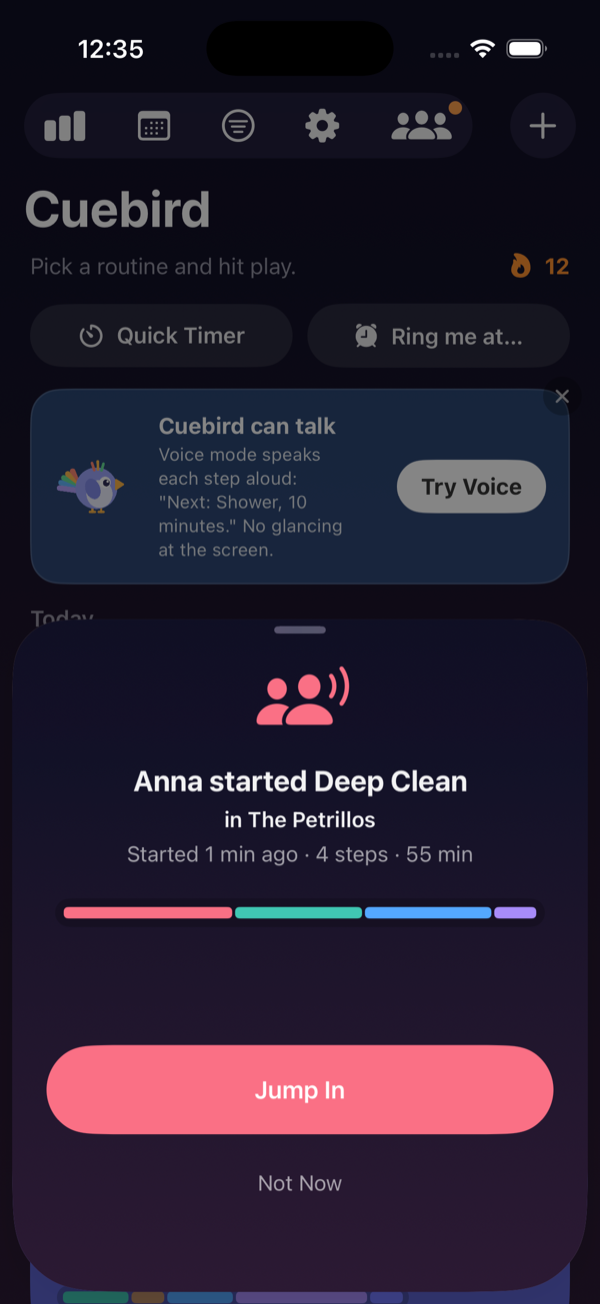 12:35
Cuebird
Pick a routine and hit play.
12
Quick Timer
Ring me at...
Cuebird can talk
Voice mode speaks
each step aloud:
"Next: Shower, 10
minutes." No glancing
at the screen.
Try Voice
Today
Anna started Deep Clean
in The Petrillos
Started 1 min ago · 4 steps · 55 min
Jump In
Not Now